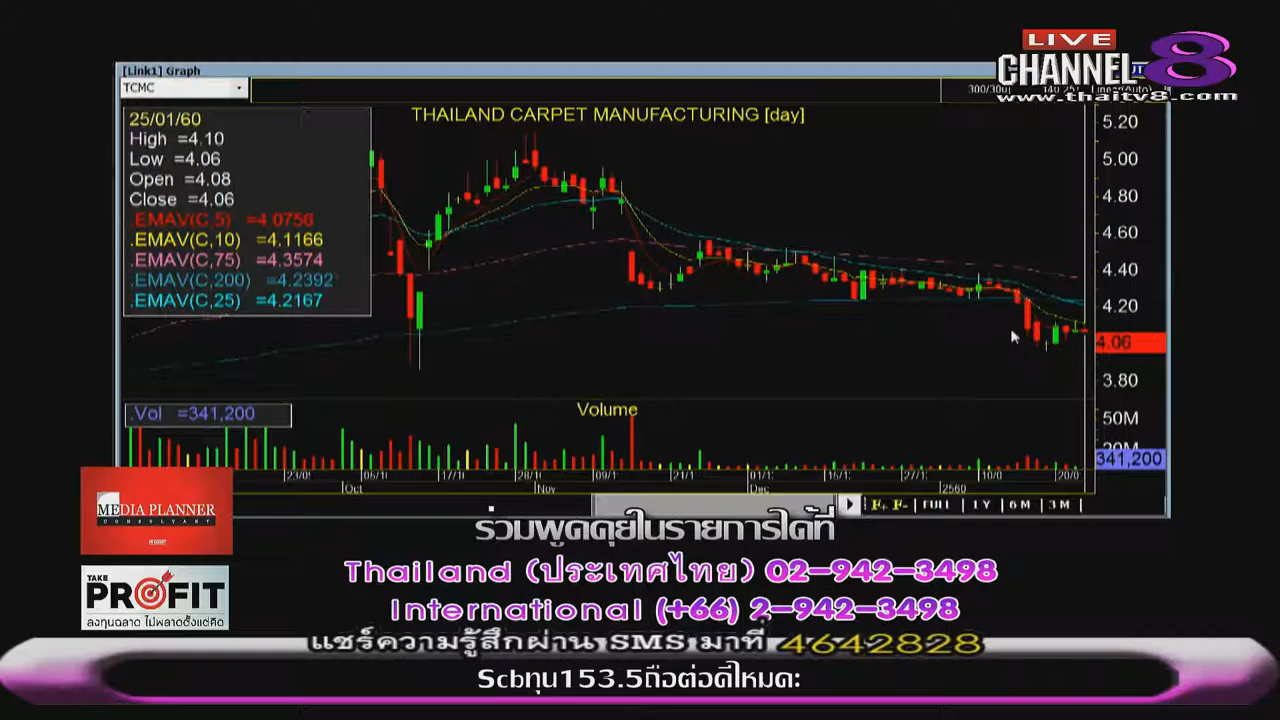 LIVE
CHANNEL 8
www.thaitv8.com
[Link1] Graph
TCMC
THAILAND CARPET MANUFACTURING [day]
25/01/60
High =4.10
Low =4.06
Open =4.08
Close =4.06
.EMAV(C,5) =4.0756
.EMAV(C,10) =4.1166
.EMAV(C,75) =4.3574
.EMAV(C,200) =4.2392
.EMAV(C,25) =4.2167
5.20
5.00
4.80
4.60
4.40
4.20
4.06
3.80
.Vol =341,200
Volume
50M
341,200
Oct
Nov
Dec
2560
F+ F- FULL 1 Y 6 M 3 M
MEDIA PLANNER
CONSULTANT
TAKE
PROFIT
ลงทุนฉลาด ไม่พลาดตั้งแต่คิด
ร่วมพูดคุยในรายการได้ที่
Thailand (ประเทศไทย) 02-942-3498
International (+66) 2-942-3498
แชร์ความรู้สึกผ่าน SMS มาที่ 4642828
Scbทุน153.5ถือต่อดีไหมคะ